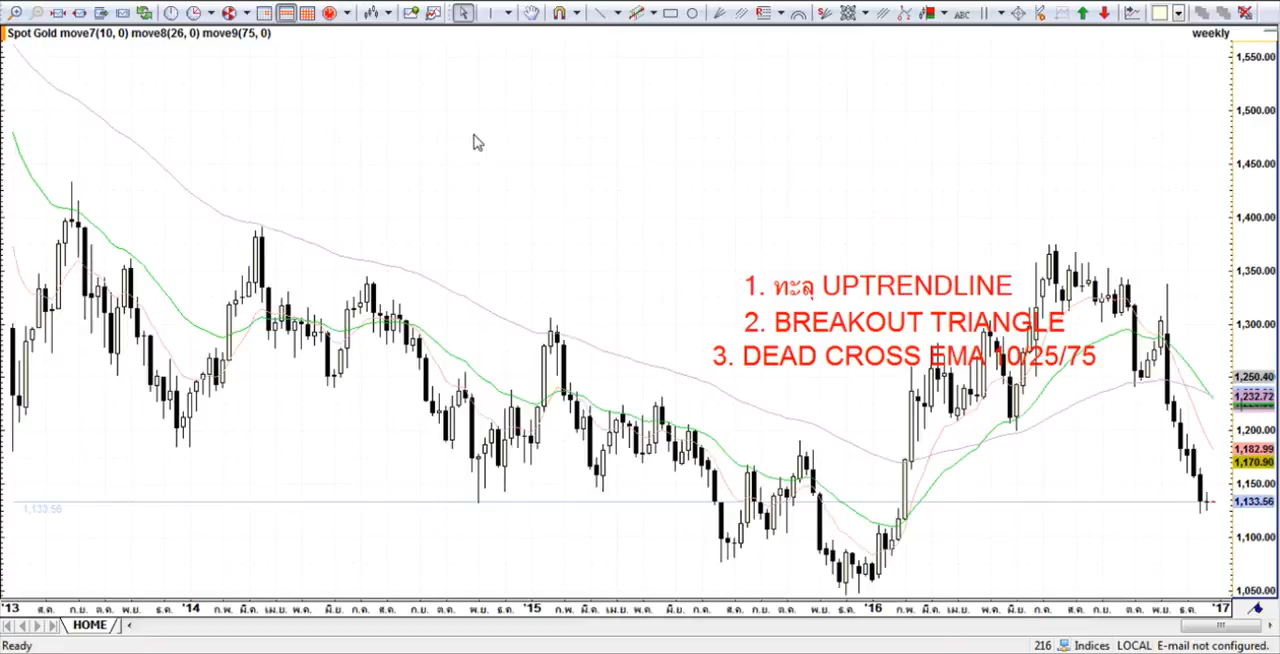 ABC
Spot Gold move7(10, 0) move8(26, 0) move9(75, 0)
weekly
1,550.00
1,500.00
1,450.00
1,400.00
1,350.00
1,300.00
1,250.40
1,232.72
1,200.00
1,182.99
1,170.90
1,150.00
1,133.56
1,100.00
1,050.00
1. ทะลุ UPTRENDLINE
2. BREAKOUT TRIANGLE
3. DEAD CROSS EMA 10/25/75
1,133.56
'13 ส.ค. ก.ย. ต.ค. พ.ย. ธ.ค. '14 ก.พ. มี.ค. เม.ย. พ.ค. มิ.ย. ก.ค. ส.ค. ก.ย. ต.ค. พ.ย. ธ.ค. '15 ก.พ. มี.ค. เม.ย. พ.ค. มิ.ย. ก.ค. ส.ค. ก.ย. ต.ค. พ.ย. ธ.ค. '16 ก.พ. มี.ค. เม.ย. พ.ค. มิ.ย. ก.ค. ส.ค. ก.ย. ต.ค. พ.ย. ธ.ค. '17
HOME
Ready
216 Indices LOCAL E-mail not configured.